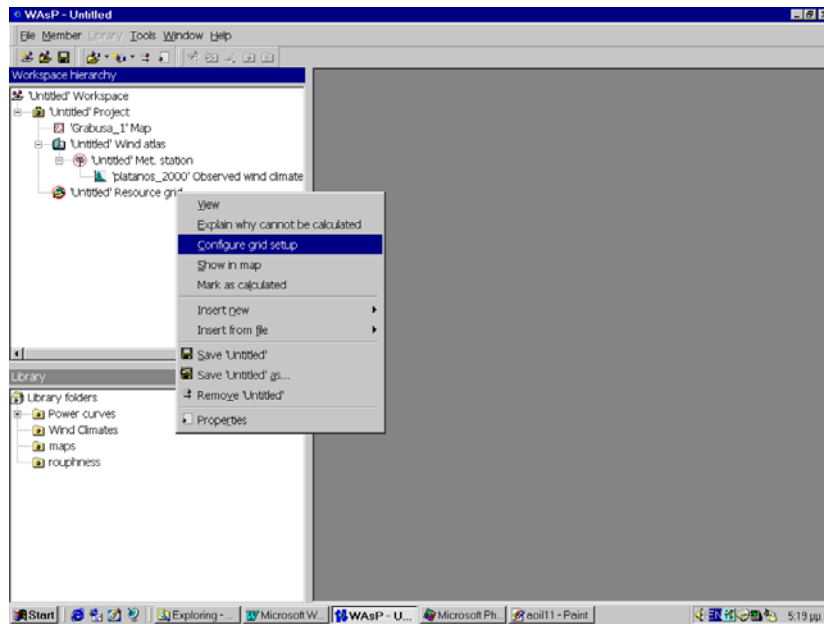 WAsP - Untitled
File Member Library Tools Window Help
Workspace hierarchy
'Untitled' Workspace
'Untitled' Project
'Grabusa_1' Map
'Untitled' Wind atlas
'Untitled' Met. station
'platanos_2000' Observed wind climate
'Untitled' Resource grid
View
Explain why cannot be calculated
Configure grid setup
Show in map
Mark as calculated
Insert new
Insert from file
Save 'Untitled'
Save 'Untitled' as...
Remove 'Untitled'
Properties
Library
Library folders
Power curves
Wind Climates
maps
rouphness
Start Exploring -... Microsoft W... WAsP - U... Microsoft Ph... aoil11 - Paint EN 5:19 μμ